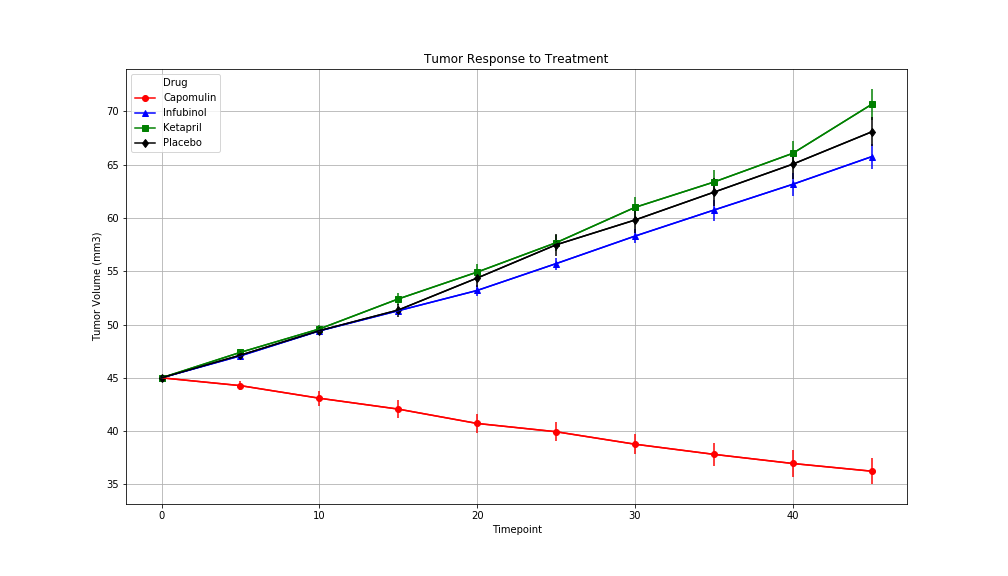 Tumor Response to Treatment
Drug
Capomulin
Infubinol
Ketapril
Placebo
70
65
60
55
50
45
40
35
Tumor Volume (mm3)
0 10 20 30 40
Timepoint